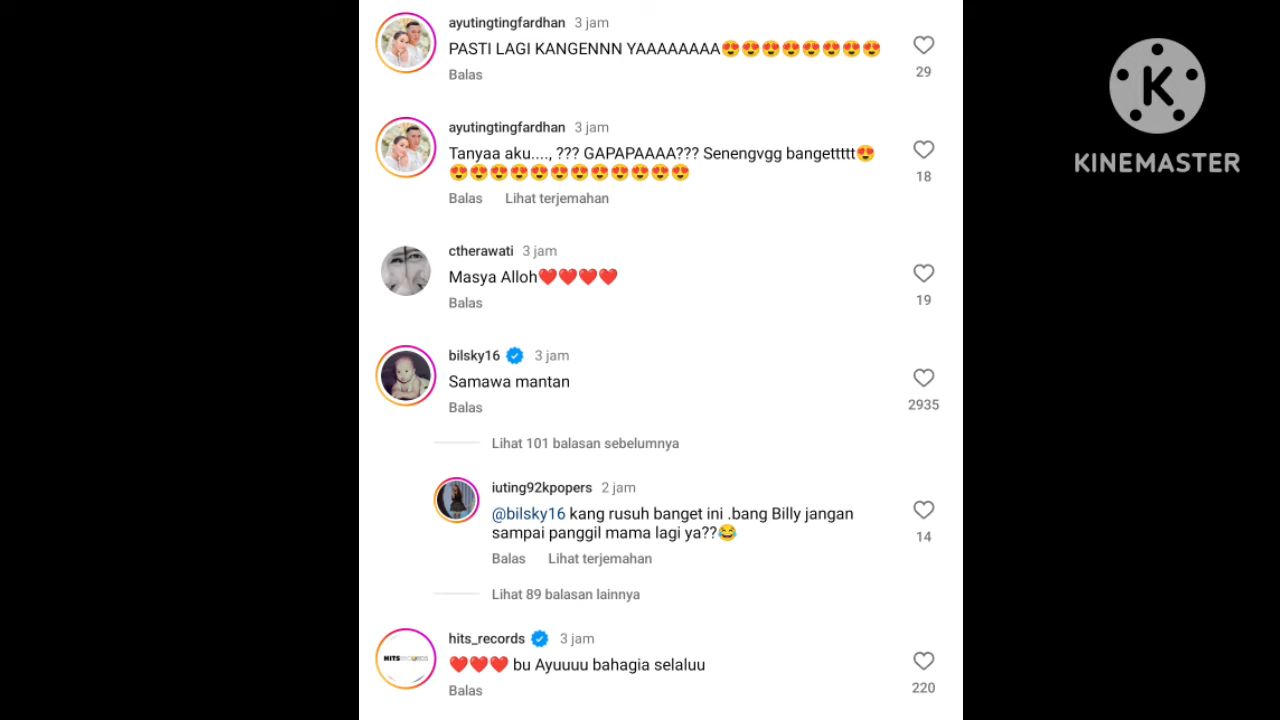 ayutingtingfardhan 3 jam
PASTI LAGI KANGENNN YAAAAAAAA😍😍😍😍😍😍😍😍
Balas
29
K
KINEMASTER
ayutingtingfardhan 3 jam
Tanyaa aku...., ??? GAPAPAAAA??? Senengvgg bangettttt😍
😍😍😍😍😍😍😍😍😍😍😍😍
Balas Lihat terjemahan
18
ctherawati 3 jam
Masya Alloh❤️❤️❤️❤️
Balas
19
bilsky16 3 jam
Samawa mantan
Balas
2935
Lihat 101 balasan sebelumnya
iuting92kpopers 2 jam
@bilsky16 kang rusuh banget ini .bang Billy jangan
sampai panggil mama lagi ya??😂
Balas Lihat terjemahan
14
Lihat 89 balasan lainnya
hits_records 3 jam
HITS RECORDS
❤️❤️❤️ bu Ayuuuu bahagia selaluu
Balas
220